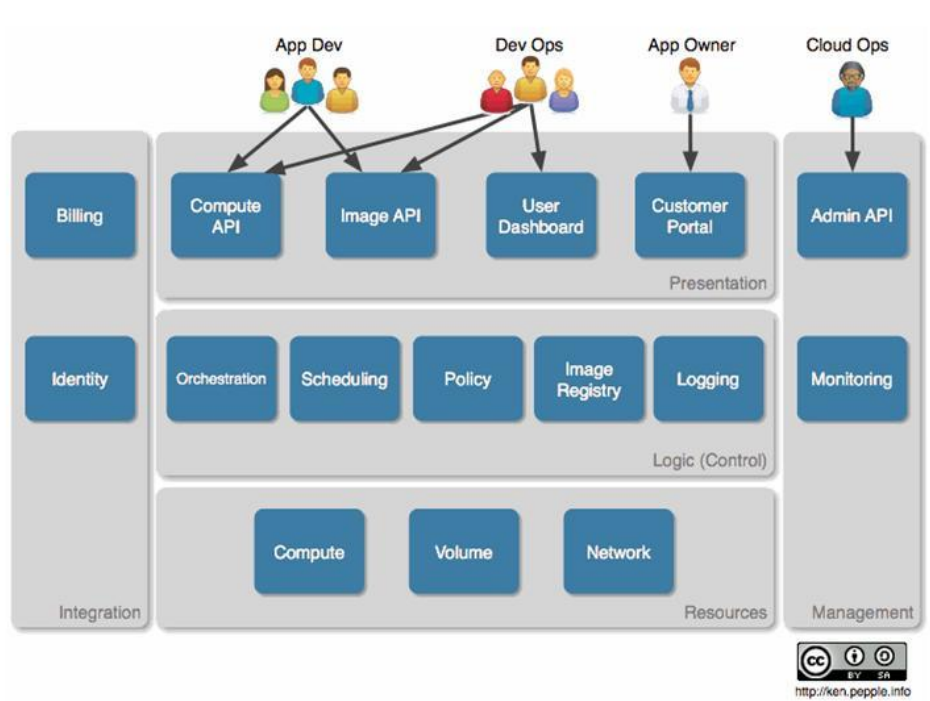 App Dev
Dev Ops
App Owner
Cloud Ops
Billing
Compute
API
Image API
User
Dashboard
Customer
Portal
Admin API
Presentation
Identity
Orchestration
Scheduling
Policy
Image
Registry
Logging
Monitoring
Logic (Control)
Compute
Volume
Network
Integration
Resources
Management
cc
BY SA
http://ken.pepple.info